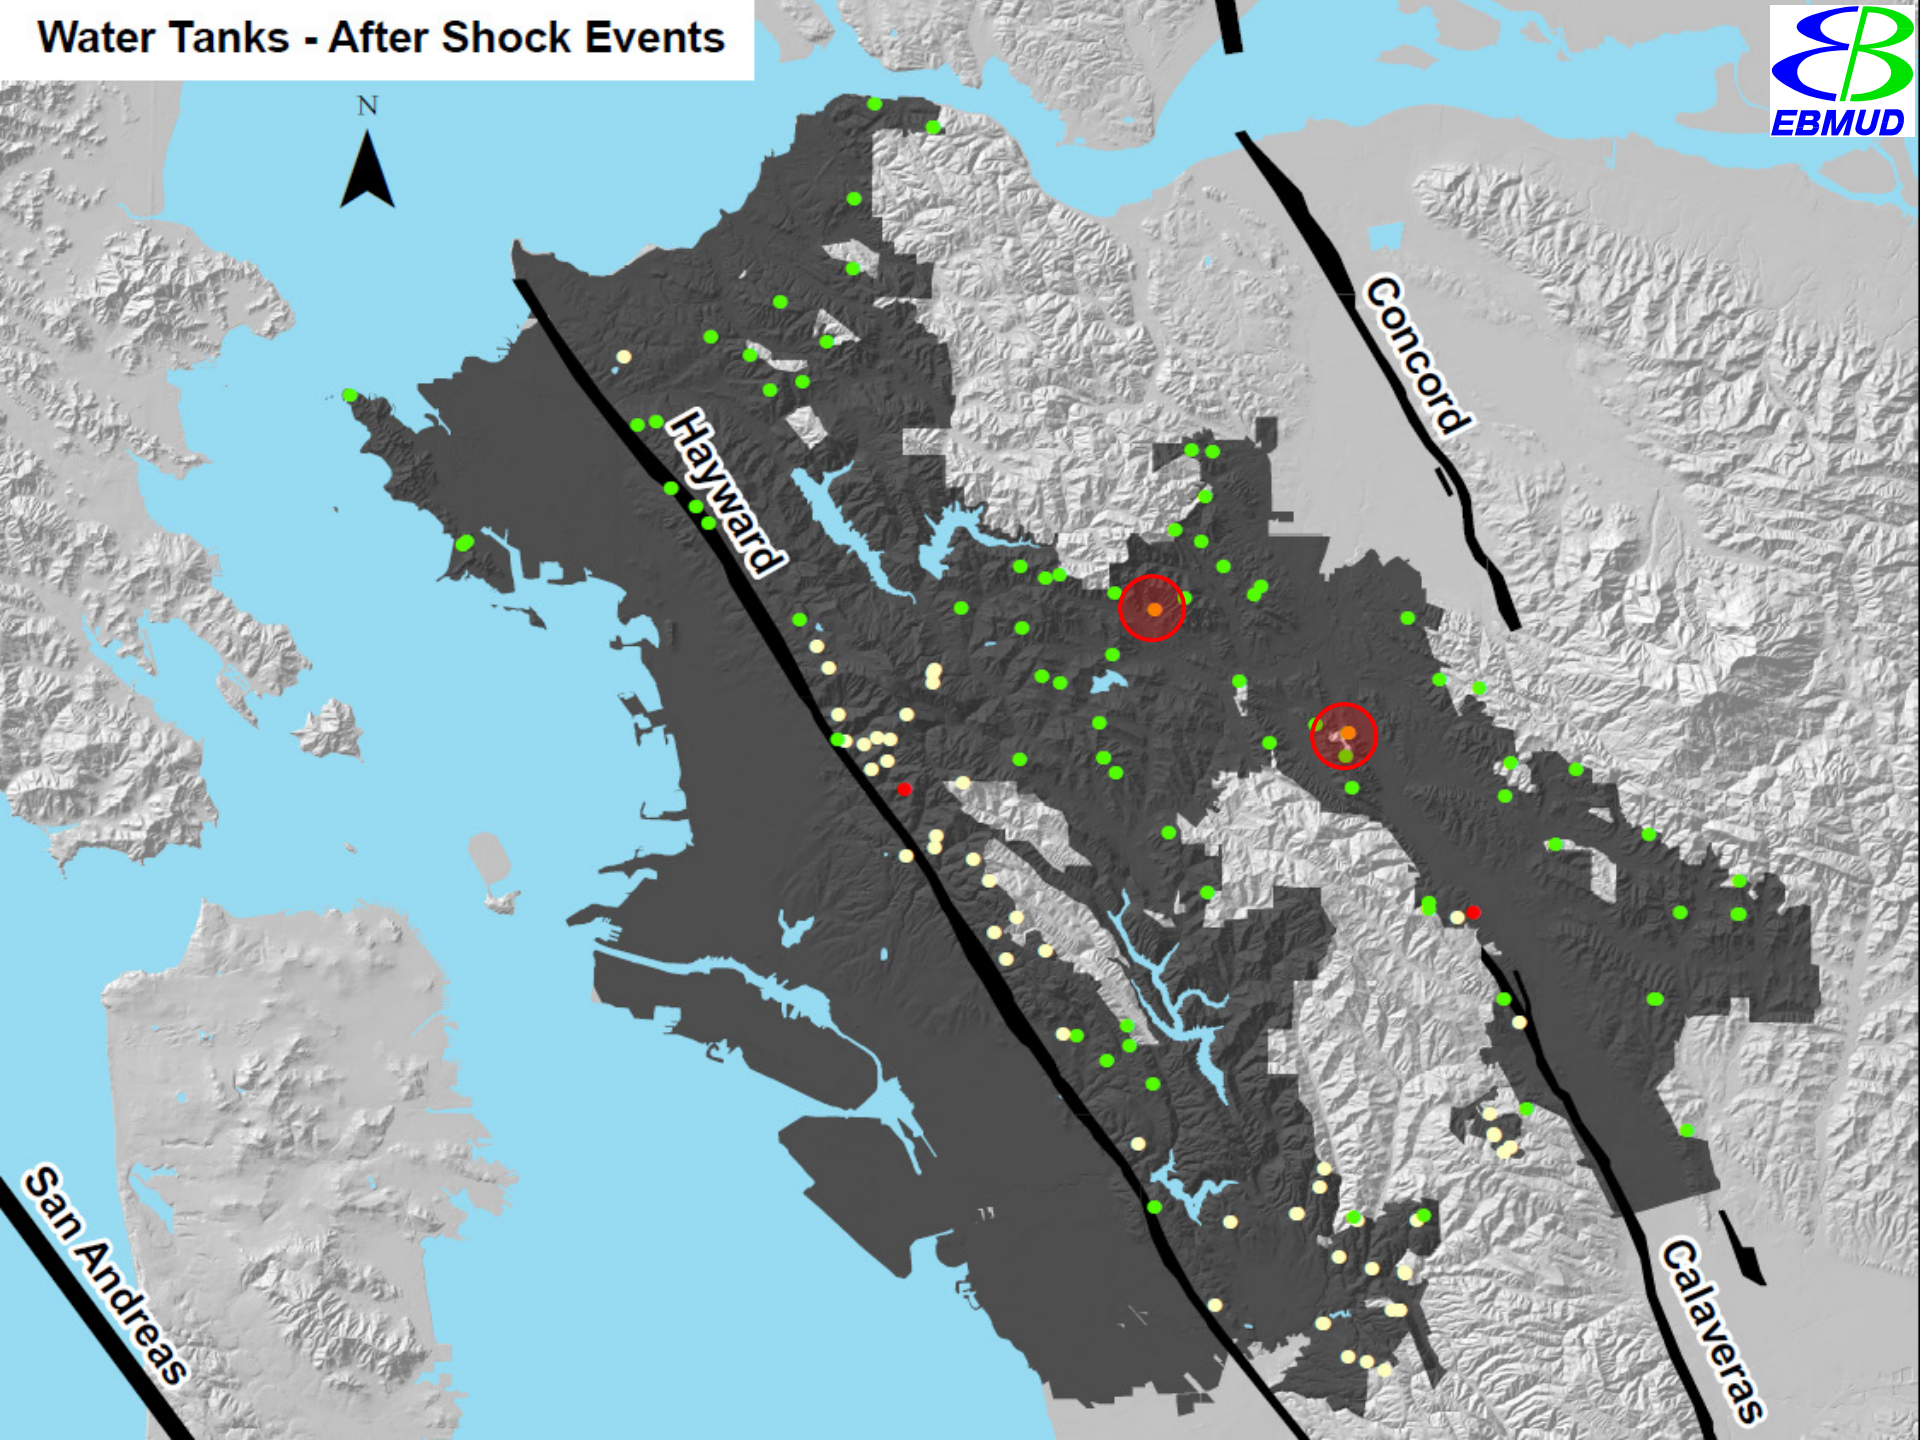 Water Tanks - After Shock Events
EBMUD
N
Concord
Hayward
San Andreas
Calaveras